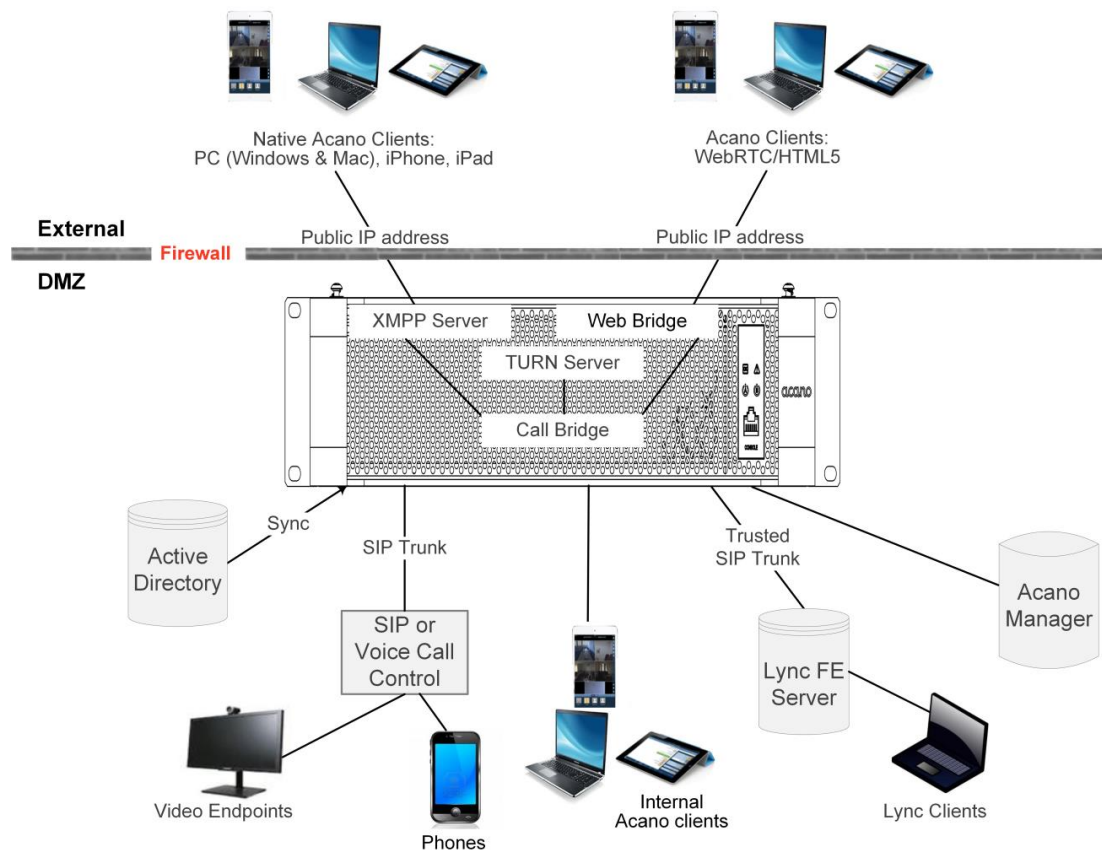 Native Acano Clients:
PC (Windows & Mac), iPhone, iPad
Acano Clients:
WebRTC/HTML5
External
Public IP address
Public IP address
Firewall
DMZ
XMPP Server
Web Bridge
TURN Server
acano
Call Bridge
CONSOLE
Sync
SIP Trunk
Trusted
SIP Trunk
Active
Directory
Acano
Manager
SIP or
Voice Call
Control
Lync FE
Server
Video Endpoints
Phones
Internal
Acano clients
Lync Clients